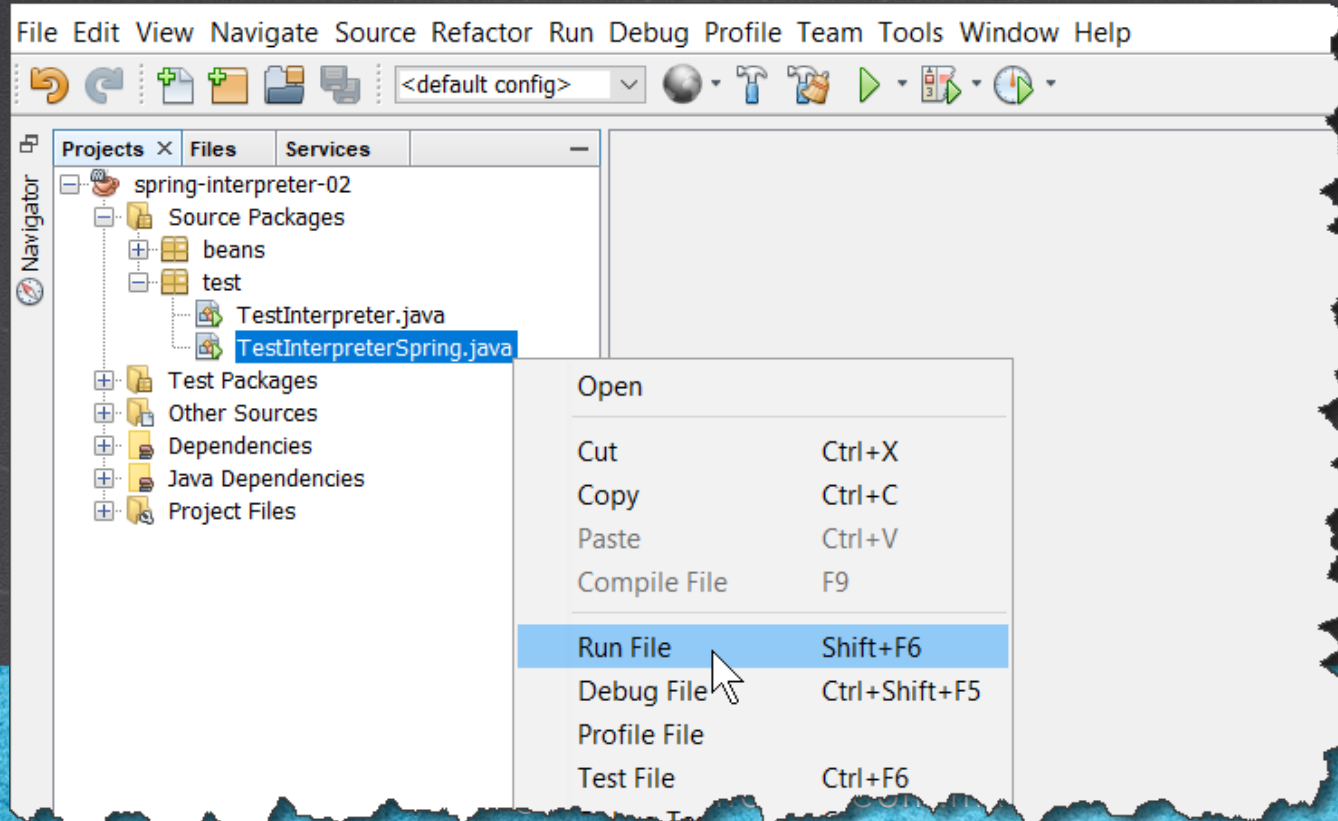 File Edit View Navigate Source Refactor Run Debug Profile Team Tools Window Help
<default config>
Projects Files Services
Navigator
spring-interpreter-02
Source Packages
beans
test
TestInterpreter.java
TestInterpreterSpring.java
Test Packages
Other Sources
Dependencies
Java Dependencies
Project Files
Open
Cut Ctrl+X
Copy Ctrl+C
Paste Ctrl+V
Compile File F9
Run File Shift+F6
Debug File Ctrl+Shift+F5
Profile File
Test File Ctrl+F6